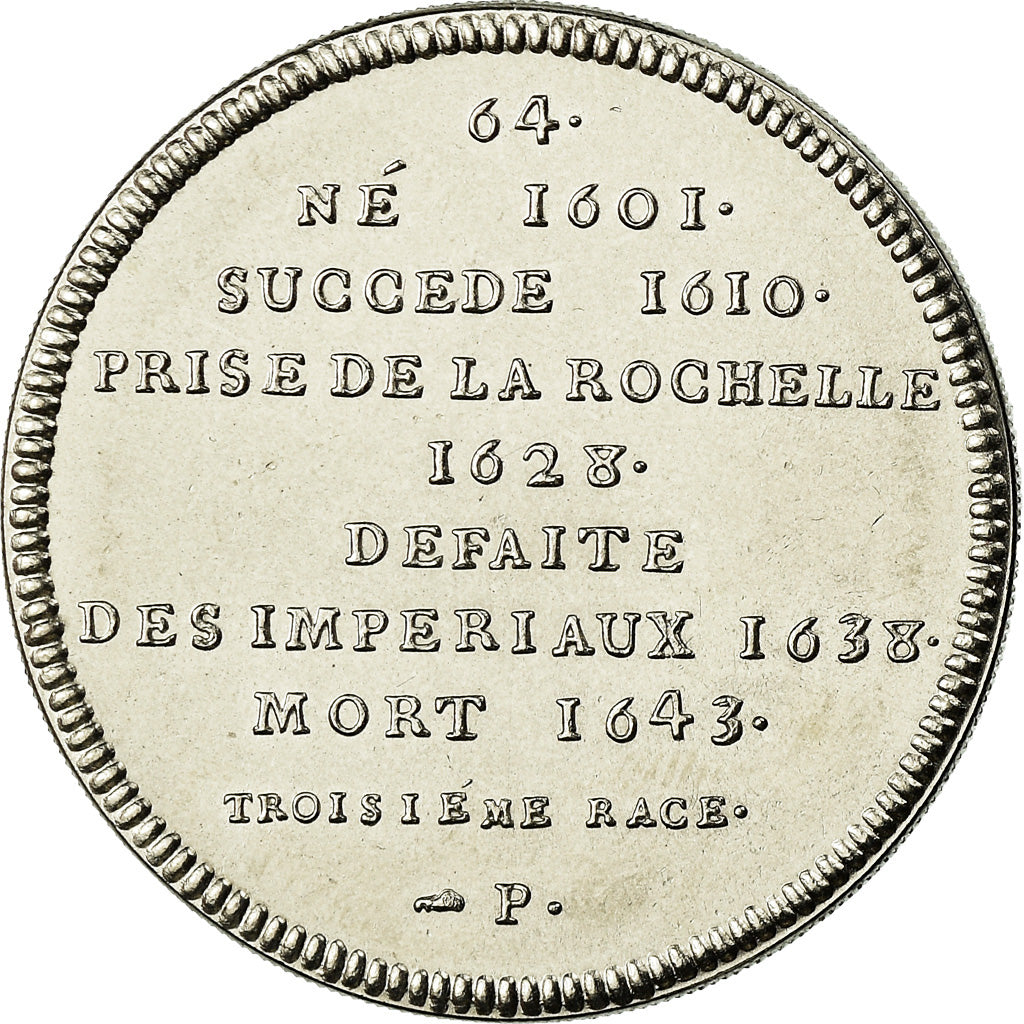 64.
NÉ 1601.
SUCCEDE 1610.
PRISE DE LA ROCHELLE
1628.
DEFAITE
DES IMPERIAUX 1638.
MORT 1643.
TROISIÉME RACE.
P.